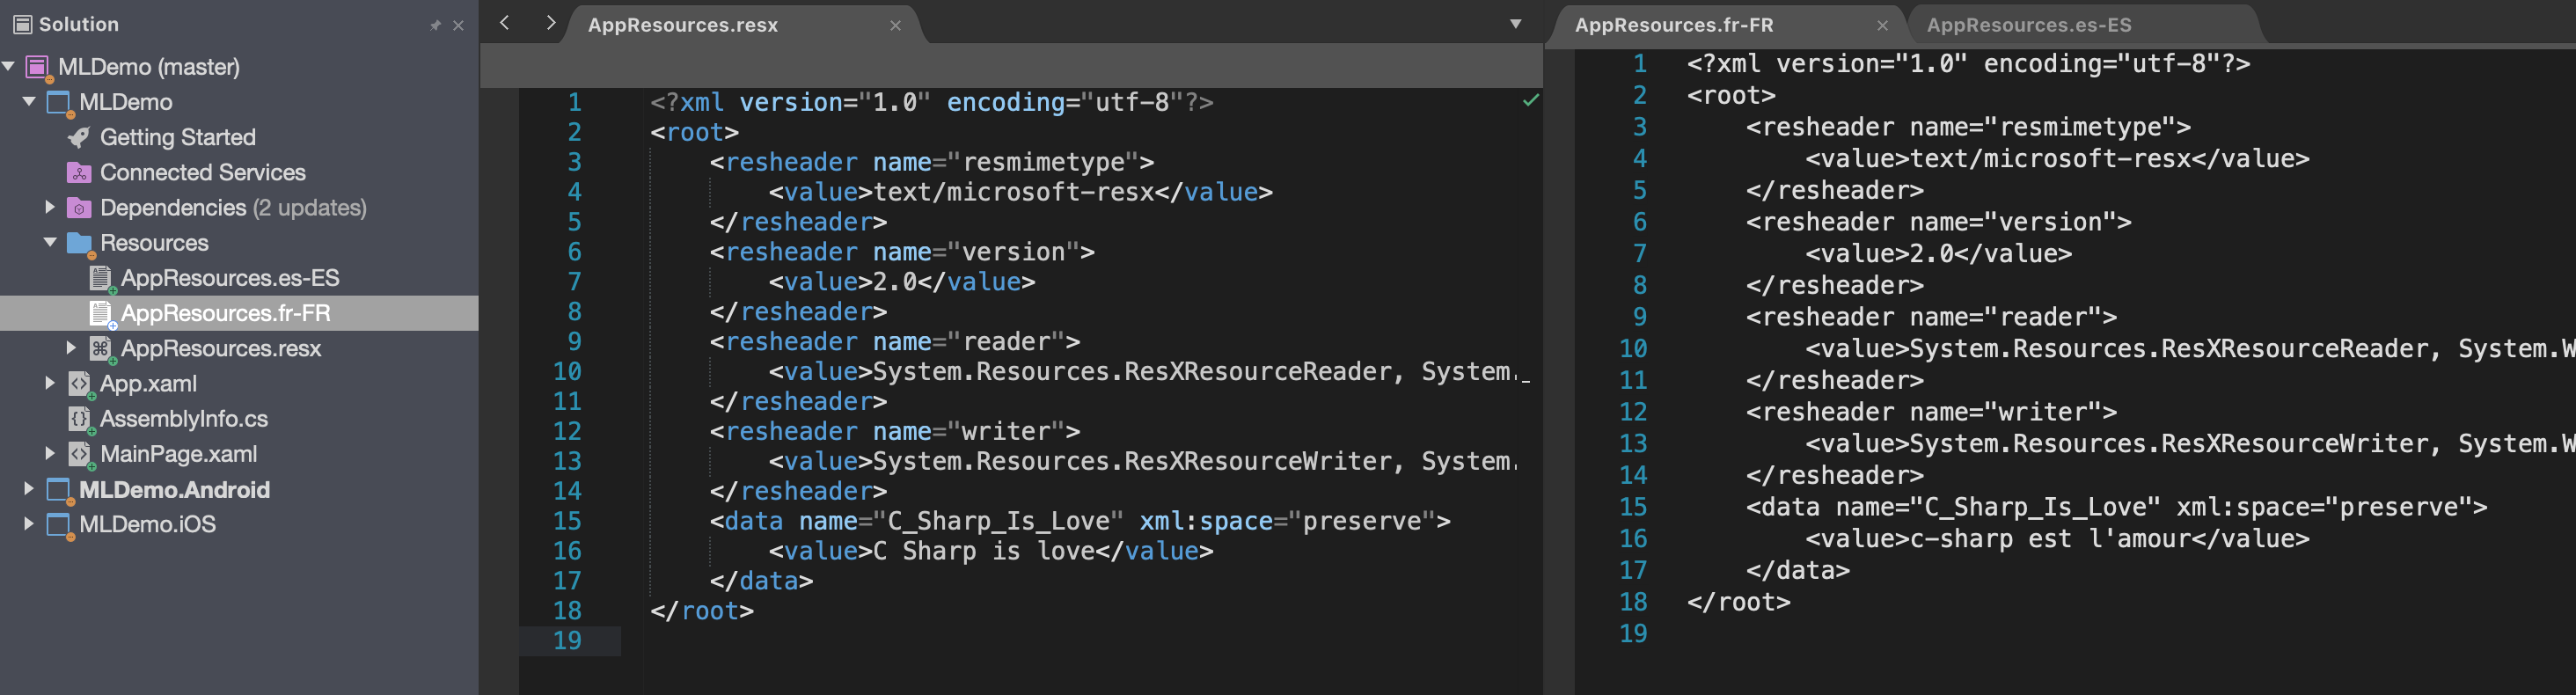 Solution
MLDemo (master)
MLDemo
Getting Started
Connected Services
Dependencies (2 updates)
Resources
AppResources.es-ES
AppResources.fr-FR
AppResources.resx
App.xaml
AssemblyInfo.cs
MainPage.xaml
MLDemo.Android
MLDemo.iOS
AppResources.resx
1 <?xml version="1.0" encoding="utf-8"?>
2 <root>
3 <resheader name="resmimetype">
4 <value>text/microsoft-resx</value>
5 </resheader>
6 <resheader name="version">
7 <value>2.0</value>
8 </resheader>
9 <resheader name="reader">
10 <value>System.Resources.ResXResourceReader, System.
11 </resheader>
12 <resheader name="writer">
13 <value>System.Resources.ResXResourceWriter, System.
14 </resheader>
15 <data name="C_Sharp_Is_Love" xml:space="preserve">
16 <value>C Sharp is love</value>
17 </data>
18 </root>
19
AppResources.fr-FR
AppResources.es-ES
1 <?xml version="1.0" encoding="utf-8"?>
2 <root>
3 <resheader name="resmimetype">
4 <value>text/microsoft-resx</value>
5 </resheader>
6 <resheader name="version">
7 <value>2.0</value>
8 </resheader>
9 <resheader name="reader">
10 <value>System.Resources.ResXResourceReader, System.W
11 </resheader>
12 <resheader name="writer">
13 <value>System.Resources.ResXResourceWriter, System.W
14 </resheader>
15 <data name="C_Sharp_Is_Love" xml:space="preserve">
16 <value>c-sharp est l'amour</value>
17 </data>
18 </root>
19